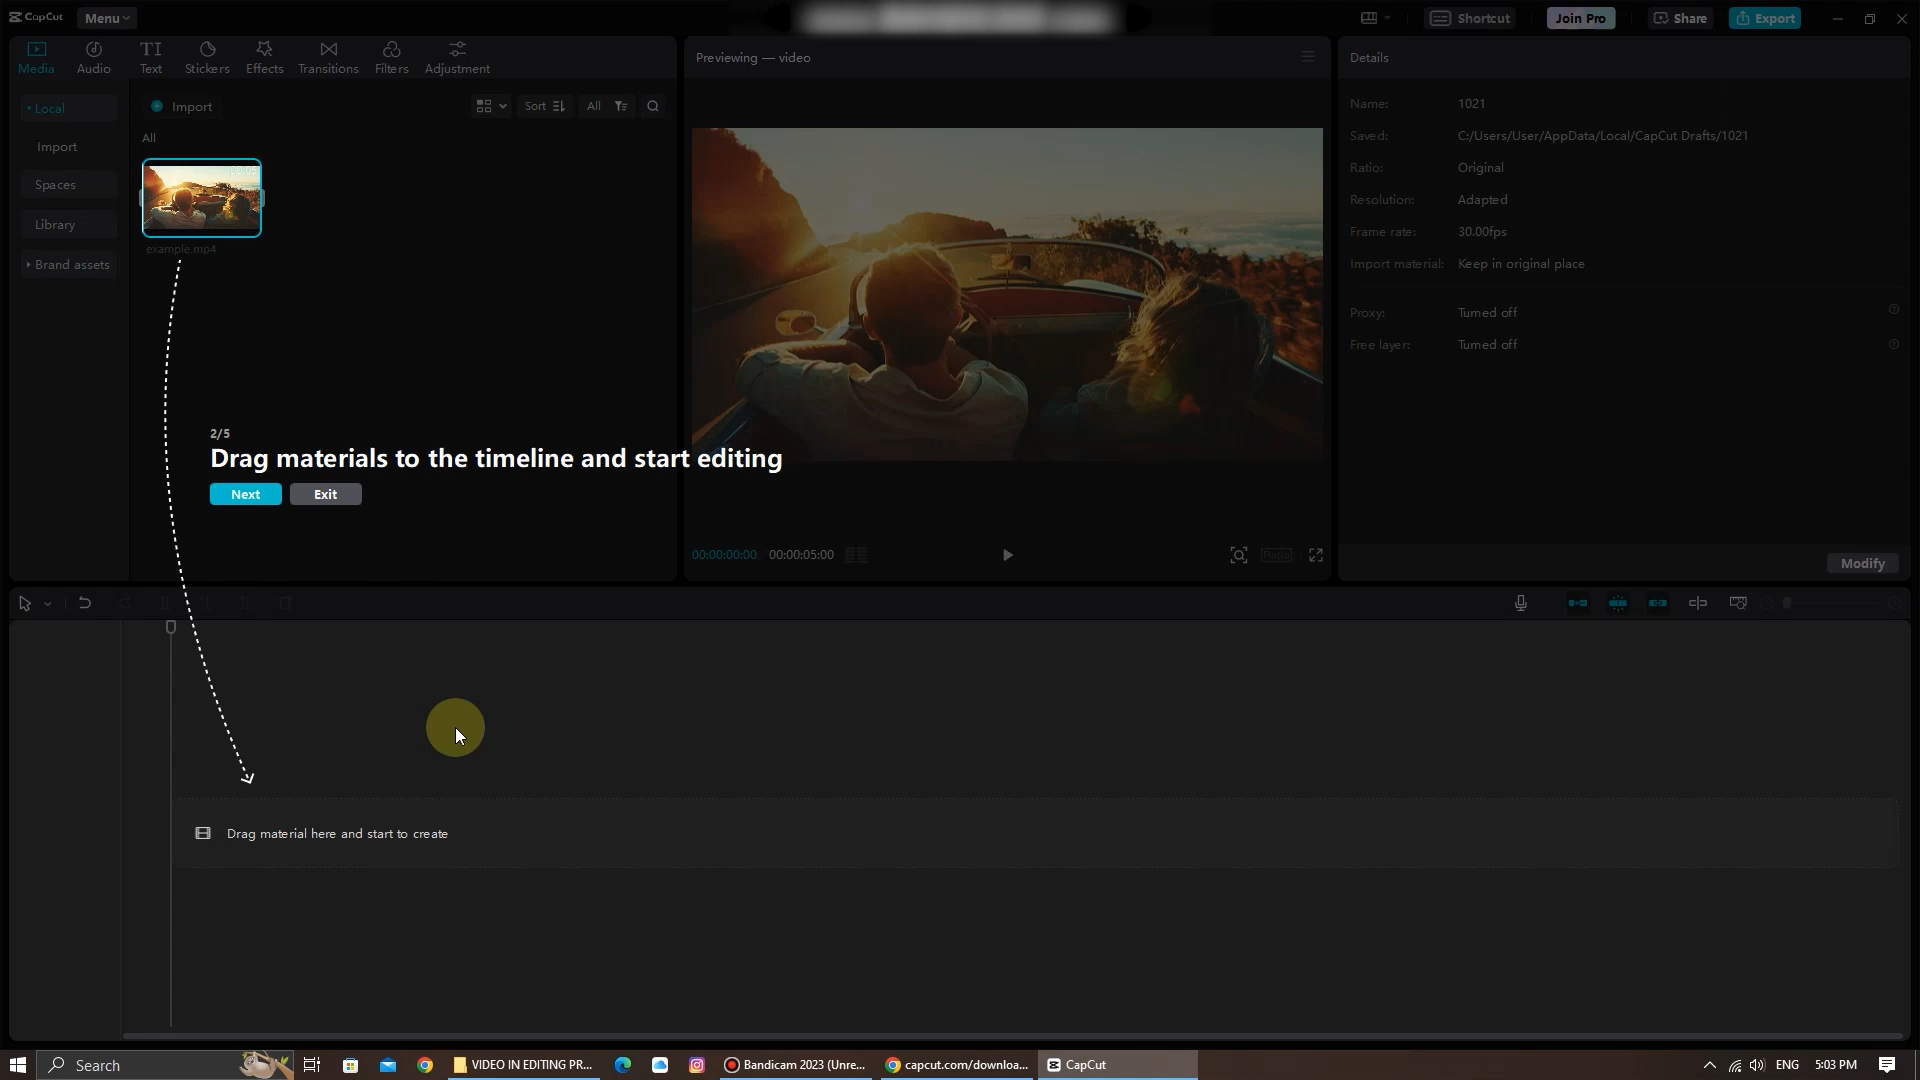 CapCut
Menu
Shortcut
Join Pro
Share
Export
Media
Audio
Text
Stickers
Effects
Transitions
Filters
Adjustment
Local
Import
Spaces
Library
Brand assets
Import
Sort
All
All
example.mp4
Previewing — video
Details
Name: 1021
Saved: C:/Users/User/AppData/Local/CapCut Drafts/1021
Ratio: Original
Resolution: Adapted
Frame rate: 30.00fps
Import material: Keep in original place
Proxy: Turned off
Free layer: Turned off
2/5
Drag materials to the timeline and start editing
Next
Exit
00:00:00:00 00:00:05:00
Ratio
Modify
Drag material here and start to create
Search
VIDEO IN EDITING PR...
Bandicam 2023 (Unre...
capcut.com/downloa...
CapCut
ENG
5:03 PM